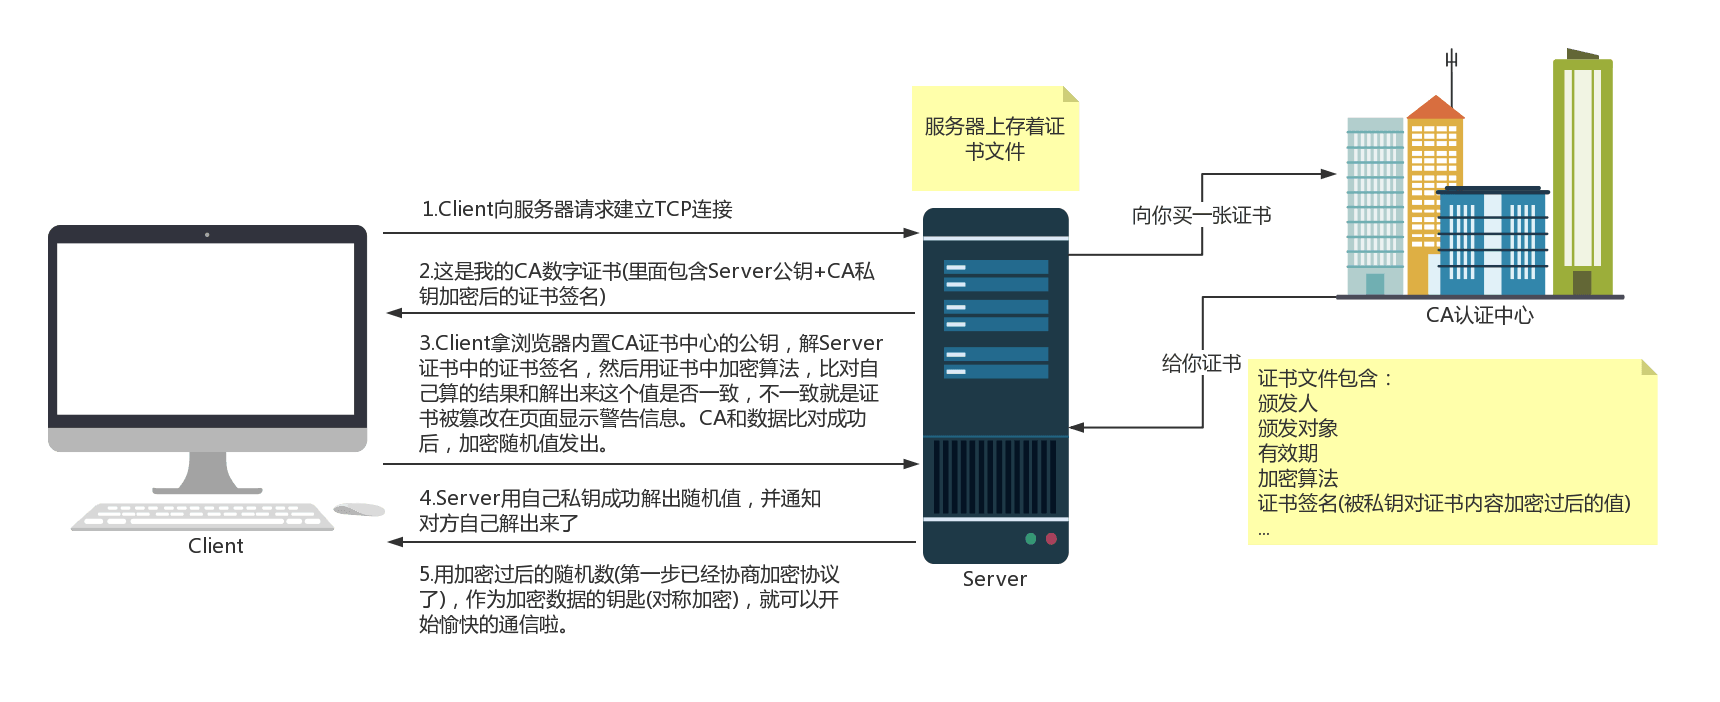 服务器上存着证
书文件
1.Client向服务器请求建立TCP连接
2.这是我的CA数字证书(里面包含Server公钥+CA私
钥加密后的证书签名)
3.Client拿浏览器内置CA证书中心的公钥，解Server
证书中的证书签名，然后用证书中加密算法，比对自
己算的结果和解出来这个值是否一致，不一致就是证
书被篡改在页面显示警告信息。CA和数据比对成功
后，加密随机值发出。
4.Server用自己私钥成功解出随机值，并通知
对方自己解出来了
5.用加密过后的随机数(第一步已经协商加密协议
了)，作为加密数据的钥匙(对称加密)，就可以开
始愉快的通信啦。
Client
Server
向你买一张证书
给你证书
CA认证中心
证书文件包含：
颁发人
颁发对象
有效期
加密算法
证书签名(被私钥对证书内容加密过后的值)
...